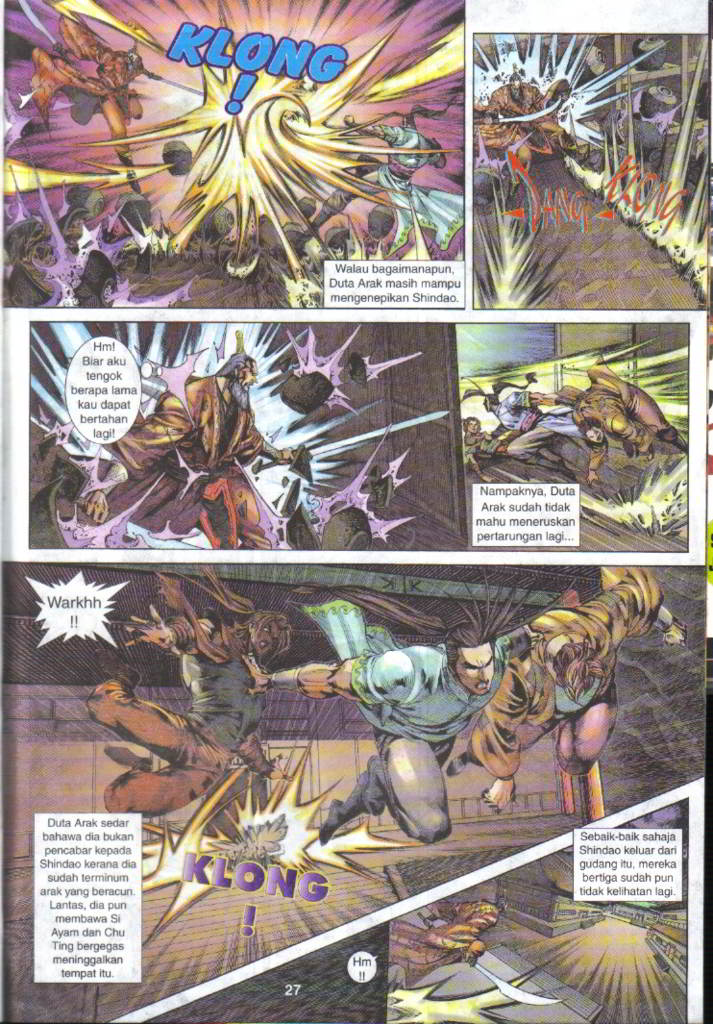 KLONG
!
Walau bagaimanapun,
Duta Arak masih mampu
mengenepikan Shindao.
DANG
KLONG
Hm!
Biar aku
tengok
berapa lama
kau dapat
bertahan
lagi!
Nampaknya, Duta
Arak sudah tidak
mahu meneruskan
pertarungan lagi...
Warkhh
!!
Duta Arak sedar
bahawa dia bukan
pencabar kepada
Shindao kerana dia
sudah terminum
arak yang beracun.
Lantas, dia pun
membawa Si
Ayam dan Chu
Ting bergegas
meninggalkan
tempat itu.
KLONG
!
Sebaik-baik sahaja
Shindao keluar dari
gudang itu, mereka
bertiga sudah pun
tidak kelihatan lagi.
Hm
!!
27